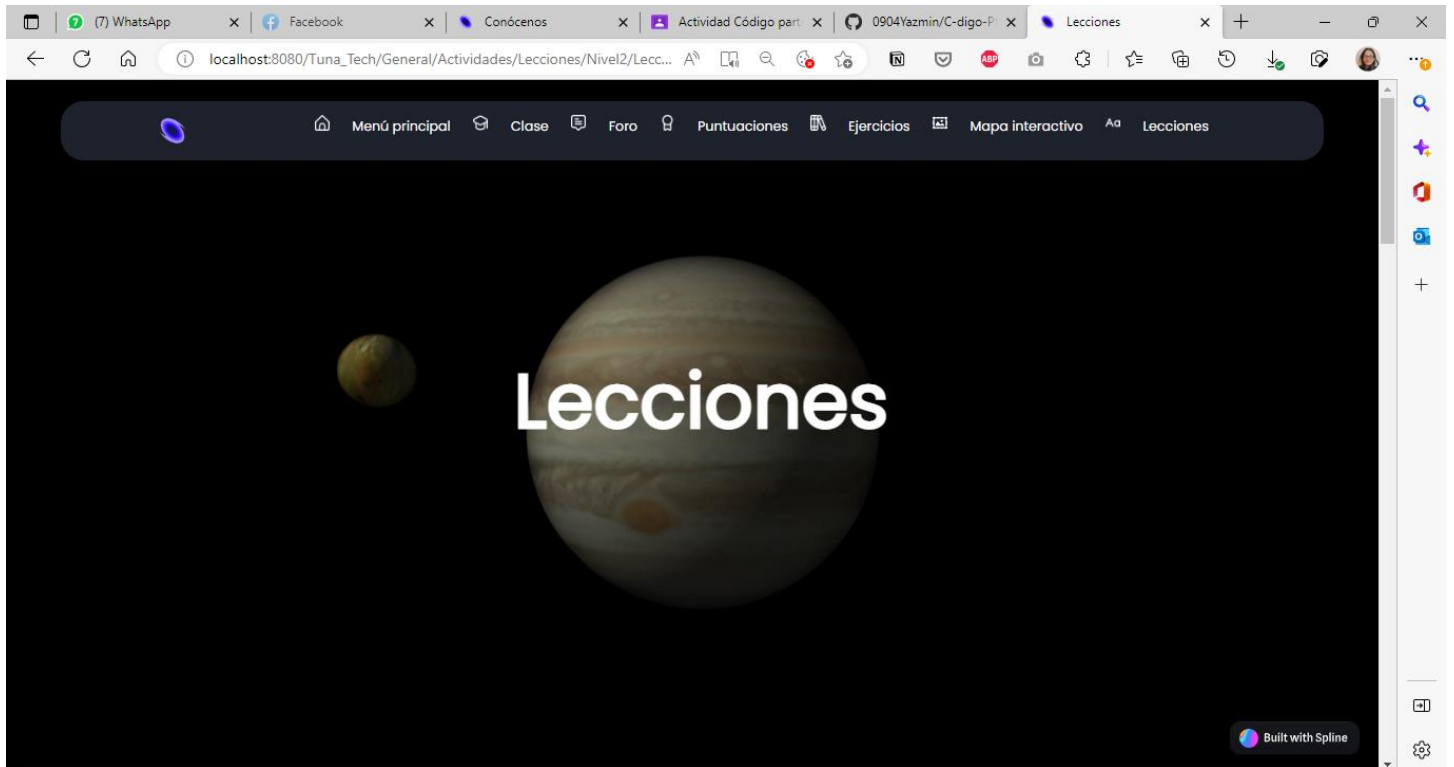 (7) WhatsApp
Facebook
Conócenos
Actividad Código part
0904Yazmin/C-digo-P
Lecciones
localhost:8080/Tuna_Tech/General/Actividades/Lecciones/Nivel2/Lecc...
ABP
Menú principal
Clase
Foro
Puntuaciones
Ejercicios
Mapa interactivo
Aa
Lecciones
Lecciones
Built with Spline